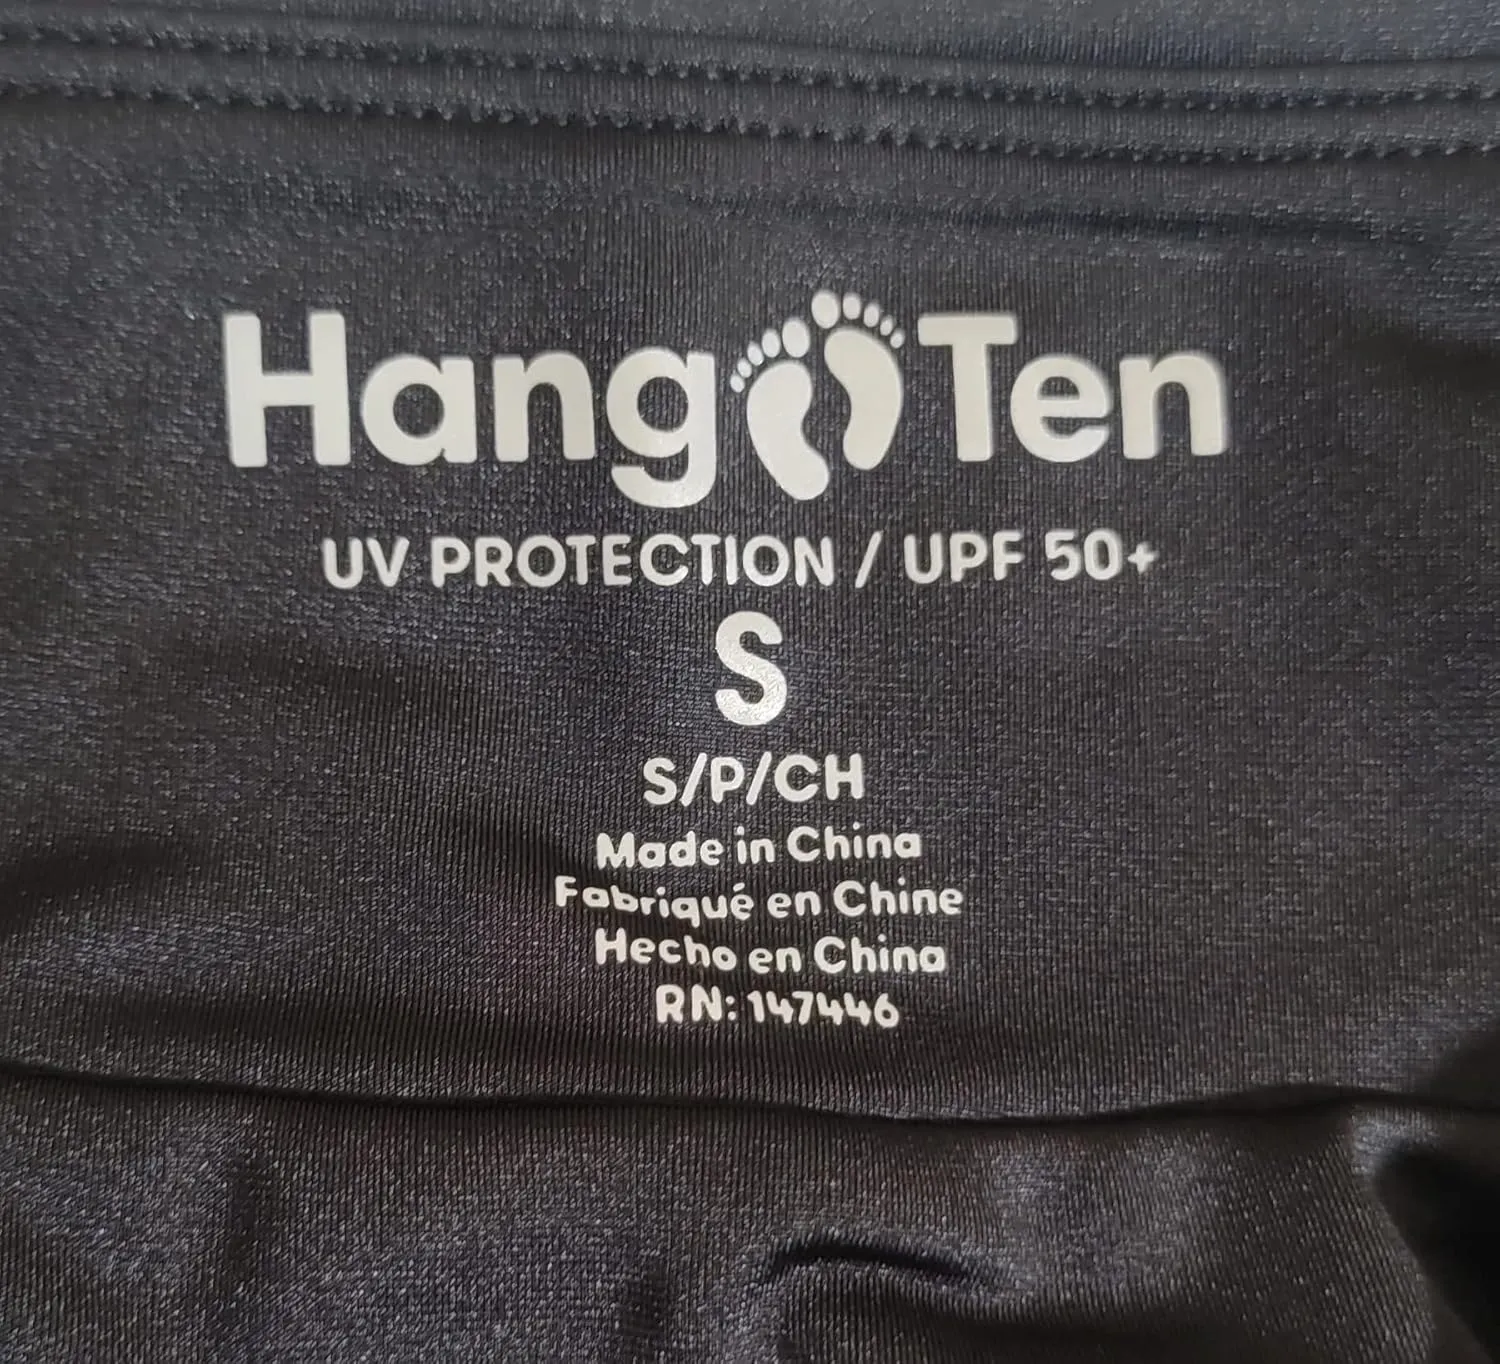 Hang Ten
UV PROTECTION / UPF 50+
S
S/P/CH
Made in China
Fabriqué en Chine
Hecho en China
RN: 147446